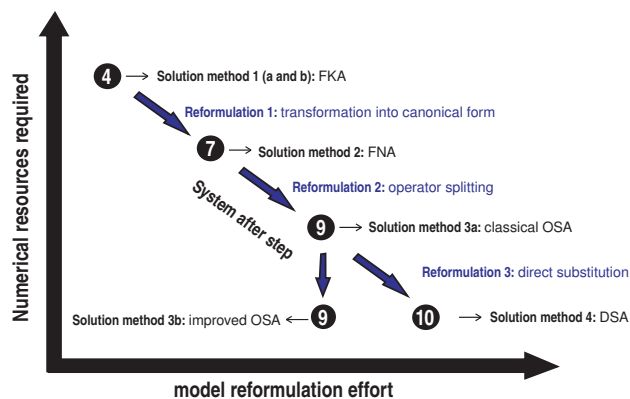 Numerical resources required
4 → Solution method 1 (a and b): FKA
Reformulation 1: transformation into canonical form
7 → Solution method 2: FNA
Reformulation 2: operator splitting
System after step
9 → Solution method 3a: classical OSA
Reformulation 3: direct substitution
Solution method 3b: improved OSA ← 9
10 → Solution method 4: DSA
model reformulation effort